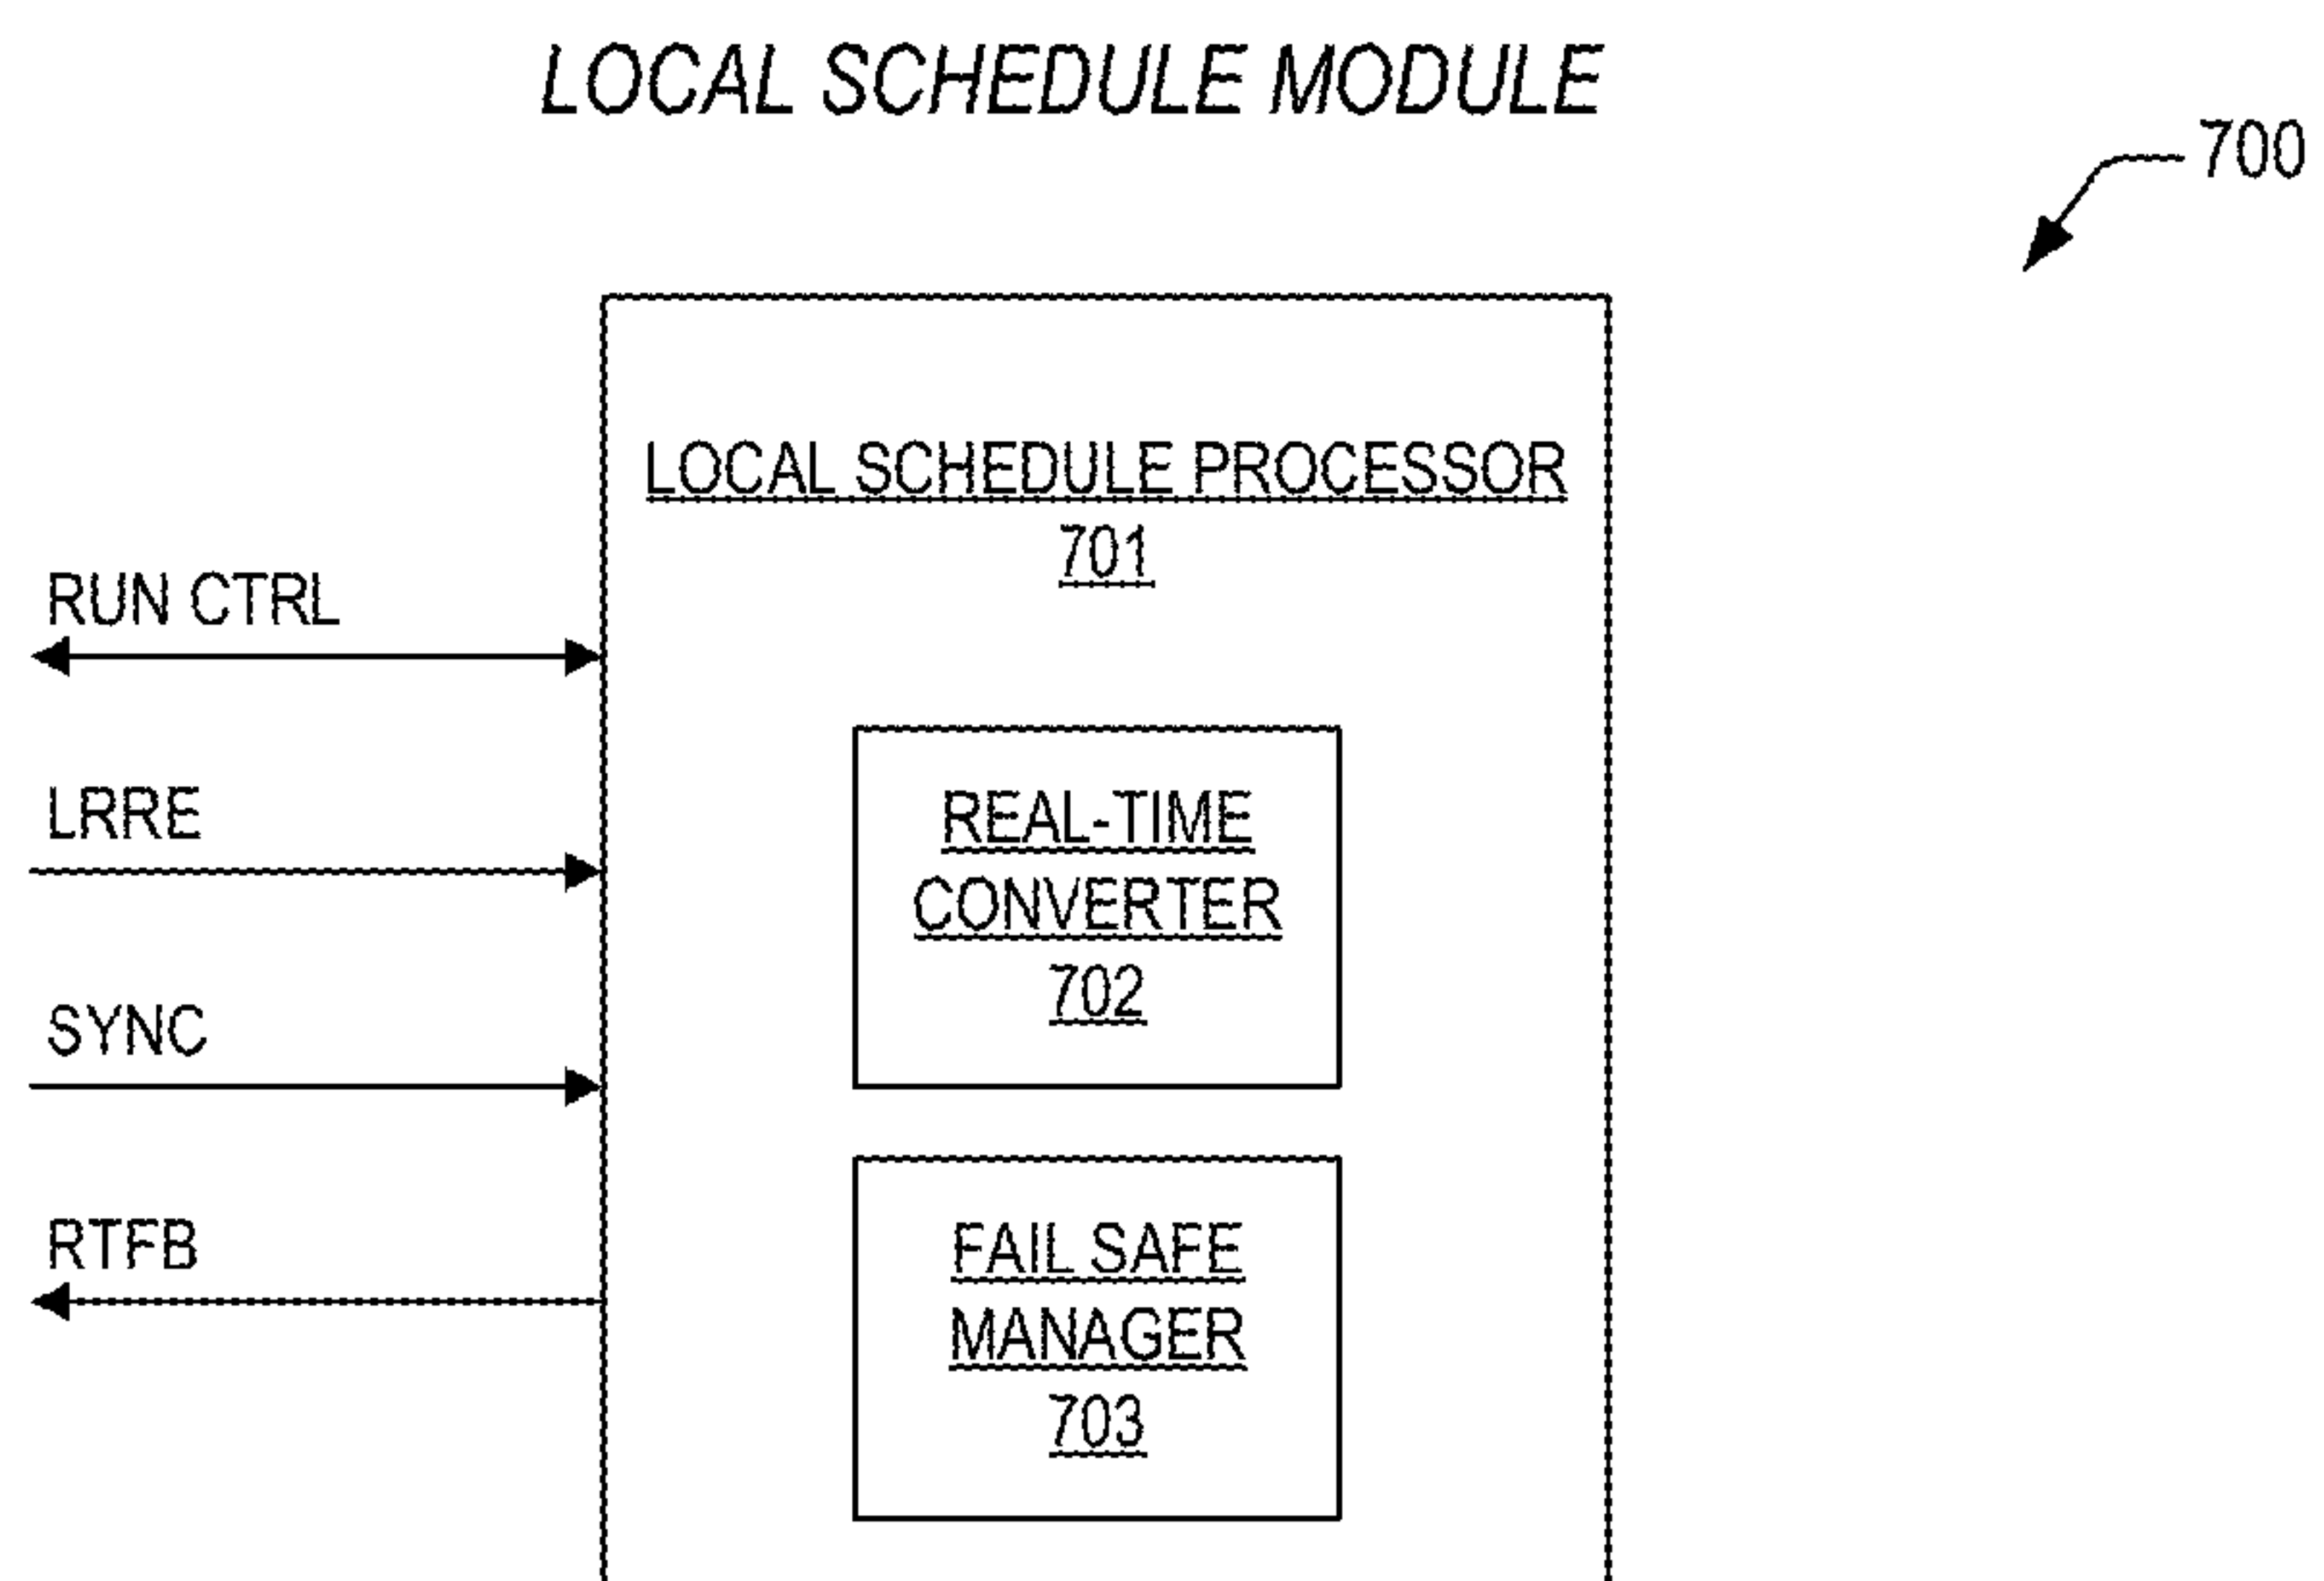 LOCAL SCHEDULE MODULE
700
LOCAL SCHEDULE PROCESSOR
701
RUN CTRL
LRRE
SYNC
RTFB
REAL-TIME
CONVERTER
702
FAIL SAFE
MANAGER
703